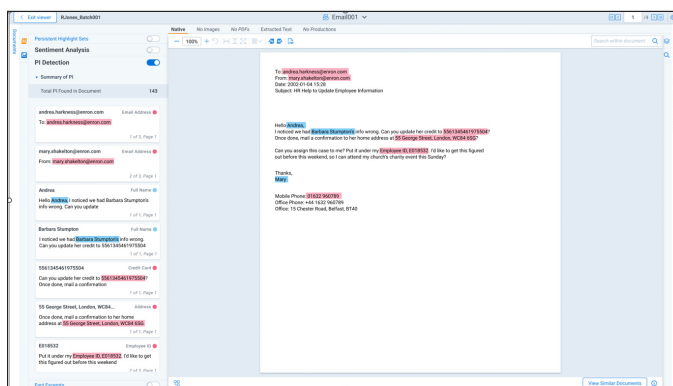 Exit viewer
RJones_Batch001
Email001
1
/4
Documents
Native
No Images
No PDFs
Extracted Text
No Productions
100%
Search within document
Persistent Highlight Sets
Sentiment Analysis
PI Detection
Summary of PI
Total PI Found in Document 143
andrea.harkness@enron.com Email Address
To: andrea.harkness@enron.com
1 of 3, Page 1
mary.shakelton@enron.com Email Address
From: mary.shakelton@enron.com
2 of 3, Page 1
Andrea Full Name
Hello Andrea, I noticed we had Barbara Stumpton's
info wrong. Can you update
1 of 1, Page 1
Barbara Stumpton Full Name
I noticed we had Barbara Stumpton's info wrong.
Can you update her credit to 5561345461975504
1 of 1, Page 1
5561345461975504 Credit Card
Can you update her credit to 5561345461975504?
Once done, mail a confirmation
1 of 1, Page 1
55 George Street, London, WC84... Address
Once done, mail a confirmation to her home
address at 55 George Street, London, WC84 6SG.
1 of 1, Page 1
E018532 Employee ID
Put it under my Employee ID, E018532. I'd like to get
this figured out before this weekend
To: andrea.harkness@enron.com
From: mary.shakelton@enron.com
Date: 2002-01-04 15:28
Subject: HR Help to Update Employee Information
Hello Andrea,
I noticed we had Barbara Stumpton's info wrong. Can you update her credit to 5561345461975504?
Once done, mail a confirmation to her home address at 55 George Street, London, WC84 6SG?
Can you assign this case to me? Put it under my Employee ID, E018532. I'd like to get this figured
out before this weekend, so I can attend my church's charity event this Sunday?
Thanks,
Mary
Mobile Phone: 01632 960789
Office Phone: +44 1632 960789
Office: 15 Chester Road, Belfast, BT40
View Similar Documents